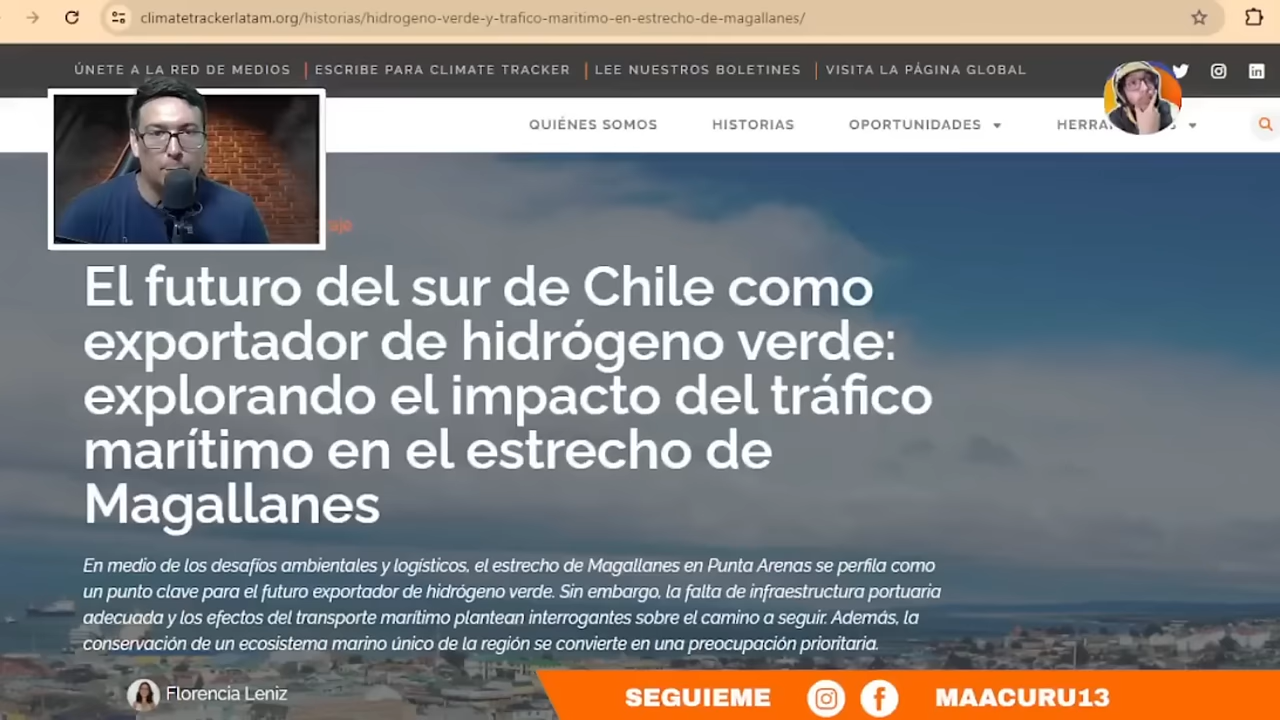 climatetrackerlatam.org/historias/hidrogeno-verde-y-trafico-maritimo-en-estrecho-de-magallanes/
ÚNETE A LA RED DE MEDIOS | ESCRIBE PARA CLIMATE TRACKER | LEE NUESTROS BOLETINES | VISITA LA PÁGINA GLOBAL
QUIÉNES SOMOS HISTORIAS OPORTUNIDADES
El futuro del sur de Chile como
exportador de hidrógeno verde:
explorando el impacto del tráfico
marítimo en el estrecho de
Magallanes
En medio de los desafíos ambientales y logísticos, el estrecho de Magallanes en Punta Arenas se perfila como
un punto clave para el futuro exportador de hidrógeno verde. Sin embargo, la falta de infraestructura portuaria
adecuada y los efectos del transporte marítimo plantean interrogantes sobre el camino a seguir. Además, la
conservación de un ecosistema marino único de la región se convierte en una preocupación prioritaria.
Florencia Leniz
SEGUIEME MAACURU13